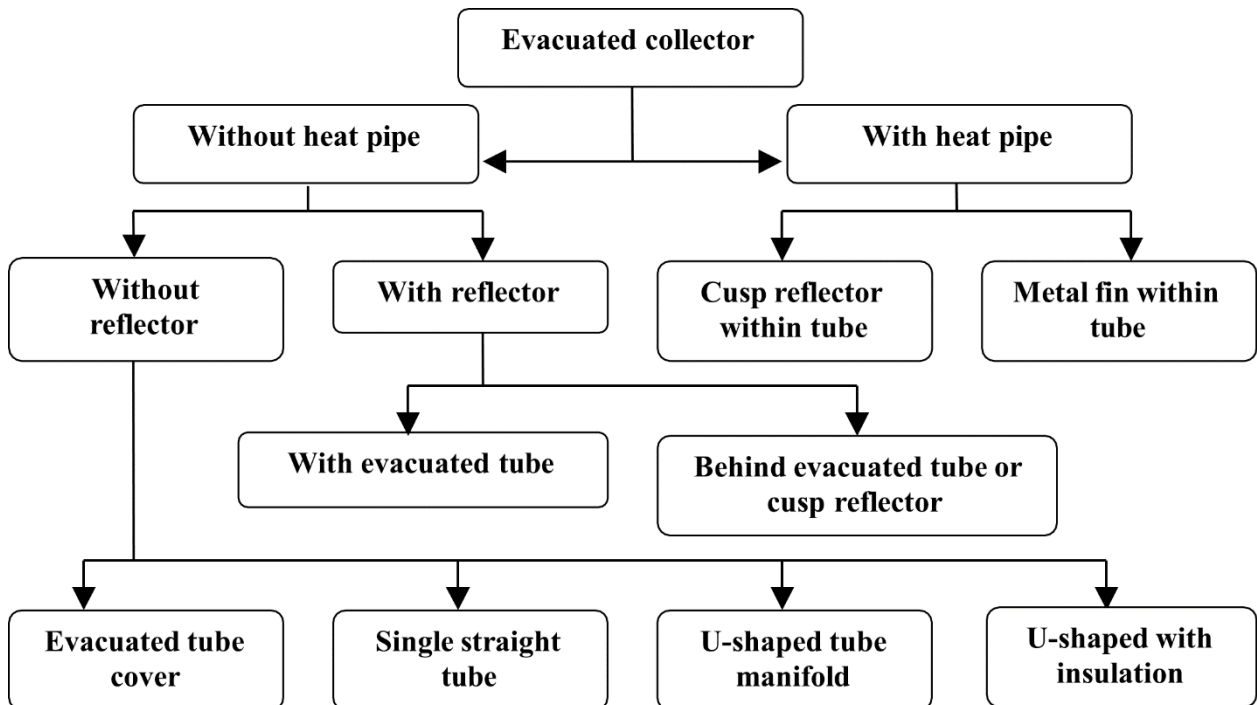 Evacuated collector
Without heat pipe
With heat pipe
Without
reflector
With reflector
Cusp reflector
within tube
Metal fin within
tube
With evacuated tube
Behind evacuated tube or
cusp reflector
Evacuated tube
cover
Single straight
tube
U-shaped tube
manifold
U-shaped with
insulation